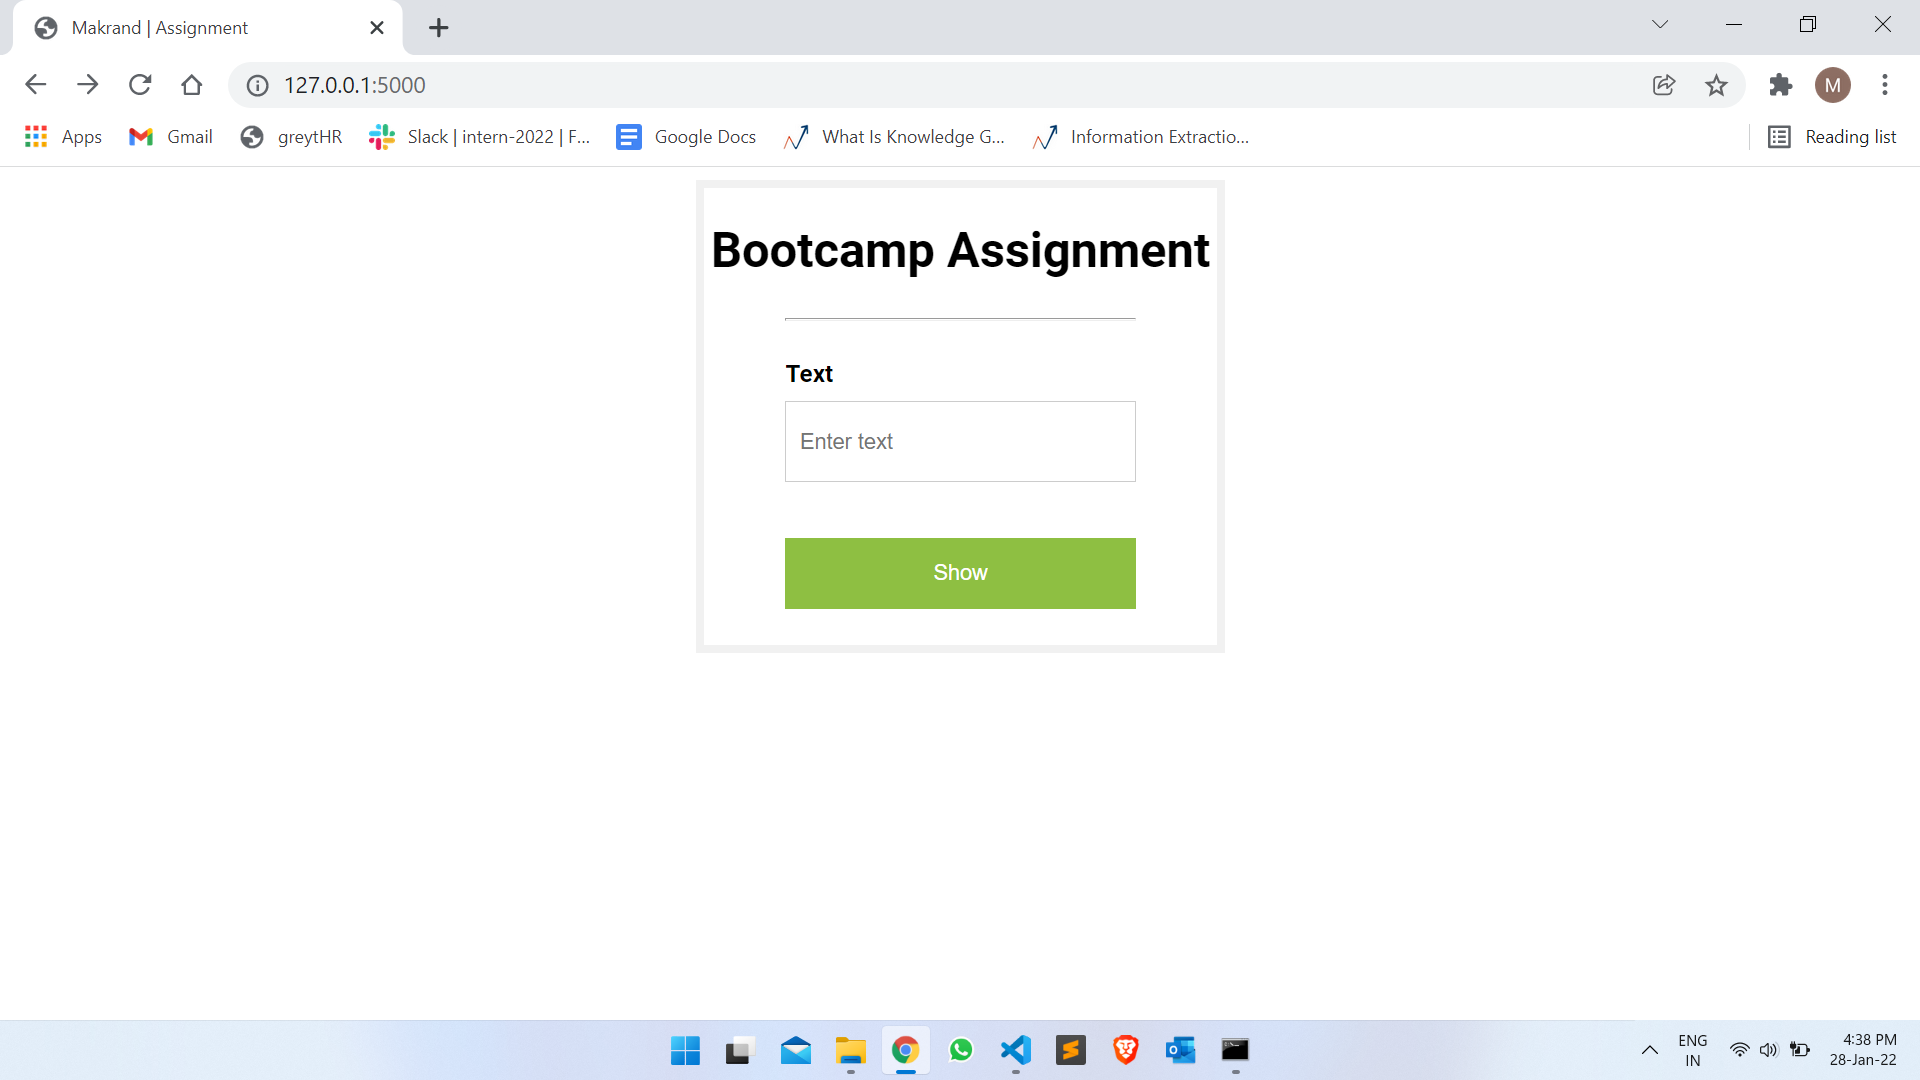 Makrand | Assignment
127.0.0.1:5000
M
Apps
Gmail
greytHR
Slack | intern-2022 | F...
Google Docs
What Is Knowledge G...
Information Extractio...
Reading list
Bootcamp Assignment
Text
Enter text
Show
ENG
IN
4:38 PM
28-Jan-22